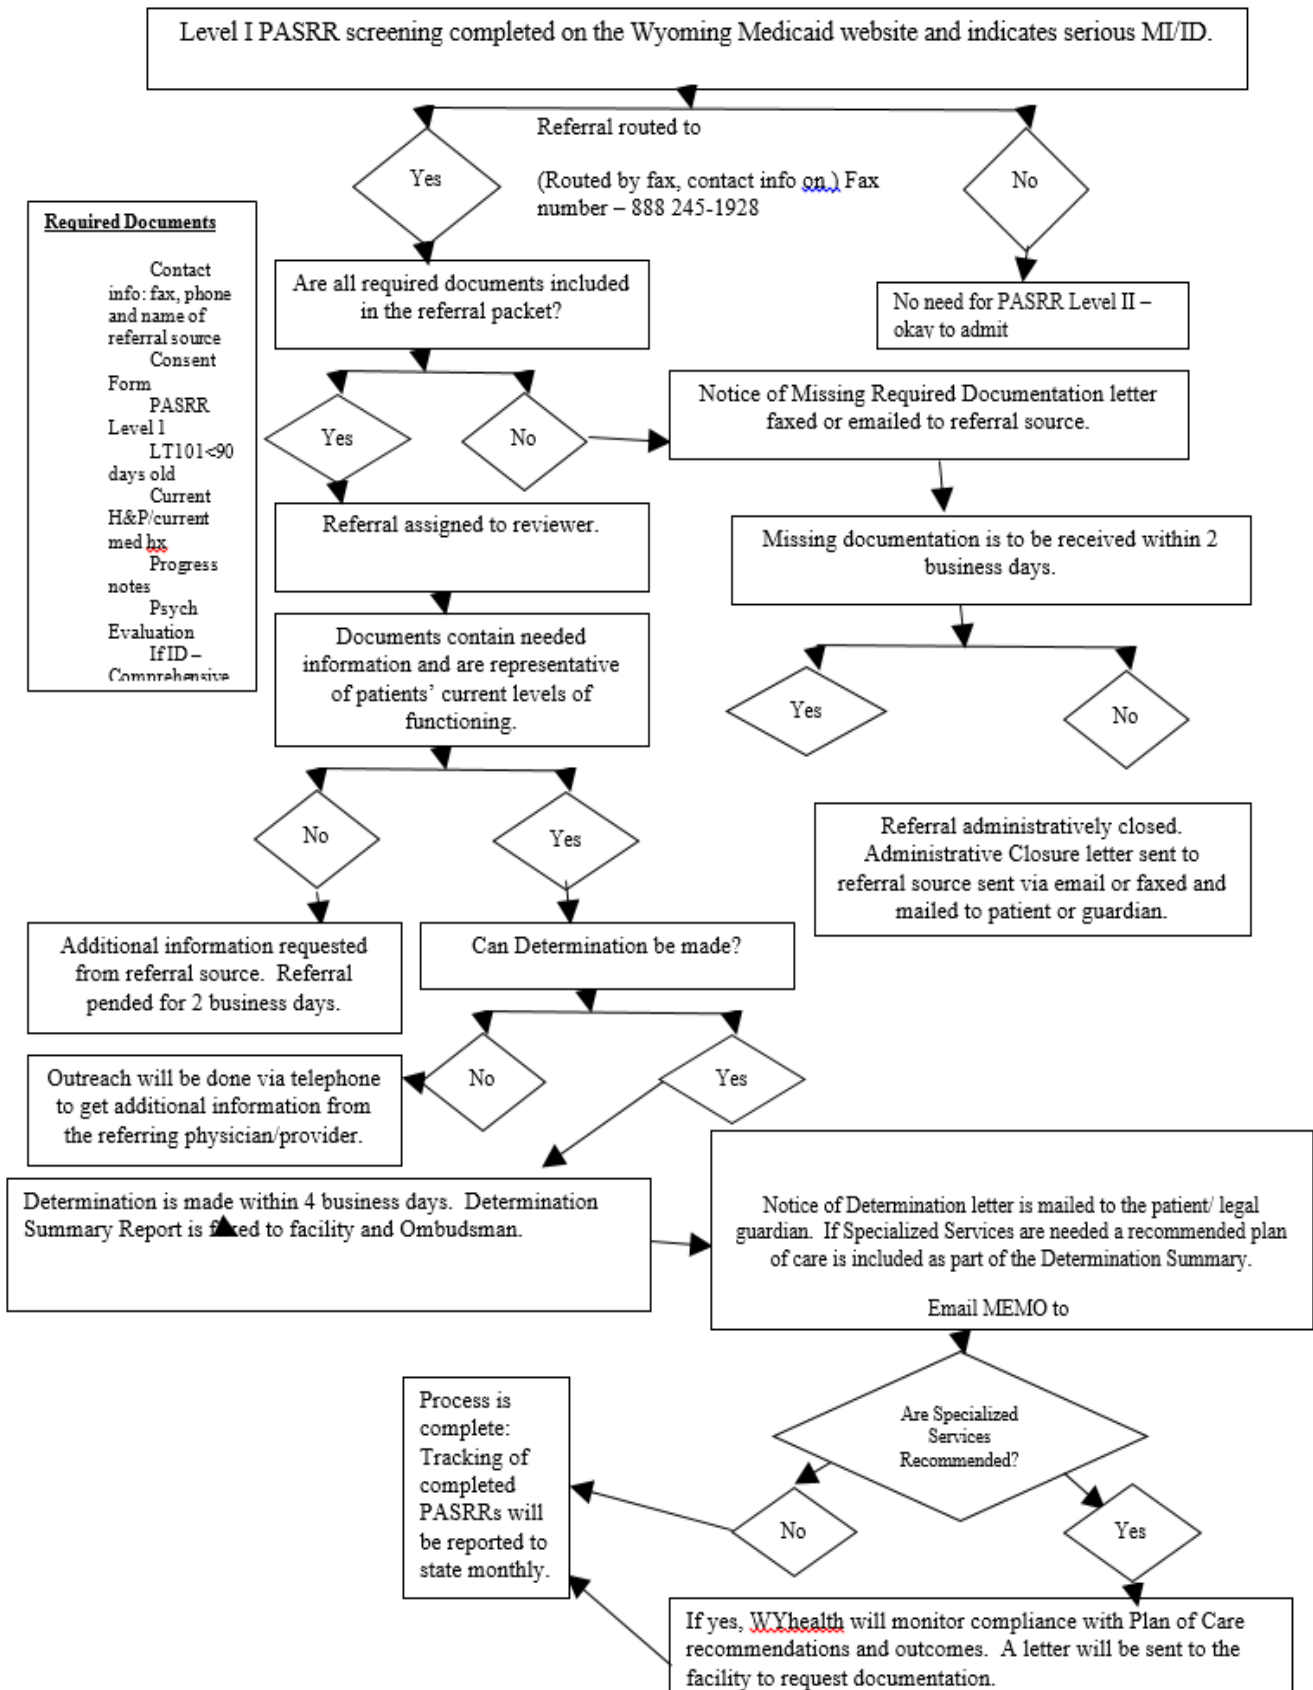 Level I PASRR screening completed on the Wyoming Medicaid website and indicates serious MI/ID.
Referral routed to
Yes
(Routed by fax, contact info on ) Fax
number – 888 245-1928
No
Required Documents
Contact
info: fax, phone
and name of
referral source
Consent
Form
PASRR
Level 1
LT101<90
days old
Current
H&P/current
med hx
Progress
notes
Psych
Evaluation
If ID –
Comprehensive
Are all required documents included
in the referral packet?
No need for PASRR Level II –
okay to admit
Yes
No
Notice of Missing Required Documentation letter
faxed or emailed to referral source.
Referral assigned to reviewer.
Missing documentation is to be received within 2
business days.
Documents contain needed
information and are representative
of patients’ current levels of
functioning.
Yes
No
No
Yes
Referral administratively closed.
Administrative Closure letter sent to
referral source sent via email or faxed and
mailed to patient or guardian.
Additional information requested
from referral source.  Referral
pended for 2 business days.
Can Determination be made?
Outreach will be done via telephone
to get additional information from
the referring physician/provider.
No
Yes
Determination is made within 4 business days.  Determination
Summary Report is faxed to facility and Ombudsman.
Notice of Determination letter is mailed to the patient/ legal
guardian.  If Specialized Services are needed a recommended plan
of care is included as part of the Determination Summary.
Email MEMO to
Are Specialized
Services
Recommended?
Process is
complete:
Tracking of
completed
PASRRs will
be reported to
state monthly.
No
Yes
If yes, WYhealth will monitor compliance with Plan of Care
recommendations and outcomes.  A letter will be sent to the
facility to request documentation.